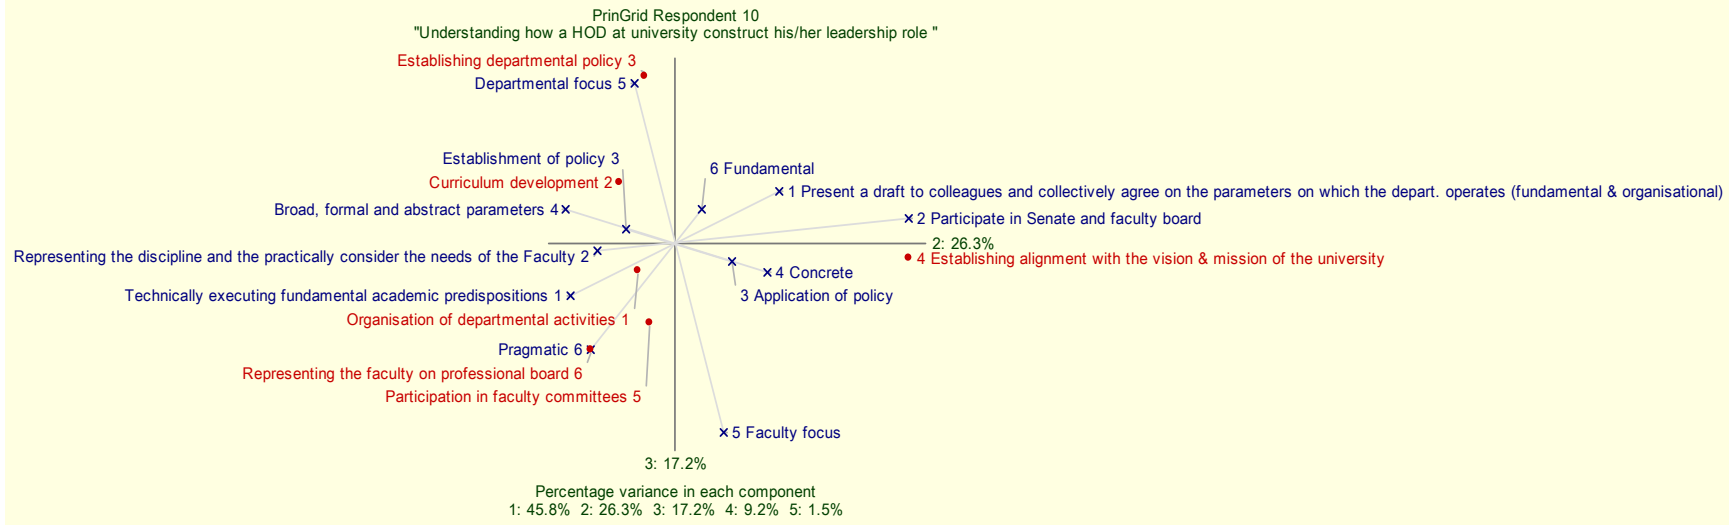 PrinGrid Respondent 10
"Understanding how a HOD at university construct his/her leadership role "
Establishing departmental policy 3
Departmental focus 5
Establishment of policy 3
6 Fundamental
Curriculum development 2
1 Present a draft to colleagues and collectively agree on the parameters on which the depart. operates (fundamental & organisational)
Broad, formal and abstract parameters 4
2 Participate in Senate and faculty board
2: 26.3%
Representing the discipline and the practically consider the needs of the Faculty 2
4 Establishing alignment with the vision & mission of the university
4 Concrete
Technically executing fundamental academic predispositions 1
3 Application of policy
Organisation of departmental activities 1
Pragmatic 6
Representing the faculty on professional board 6
Participation in faculty committees 5
5 Faculty focus
3: 17.2%
Percentage variance in each component
1: 45.8% 2: 26.3% 3: 17.2% 4: 9.2% 5: 1.5%